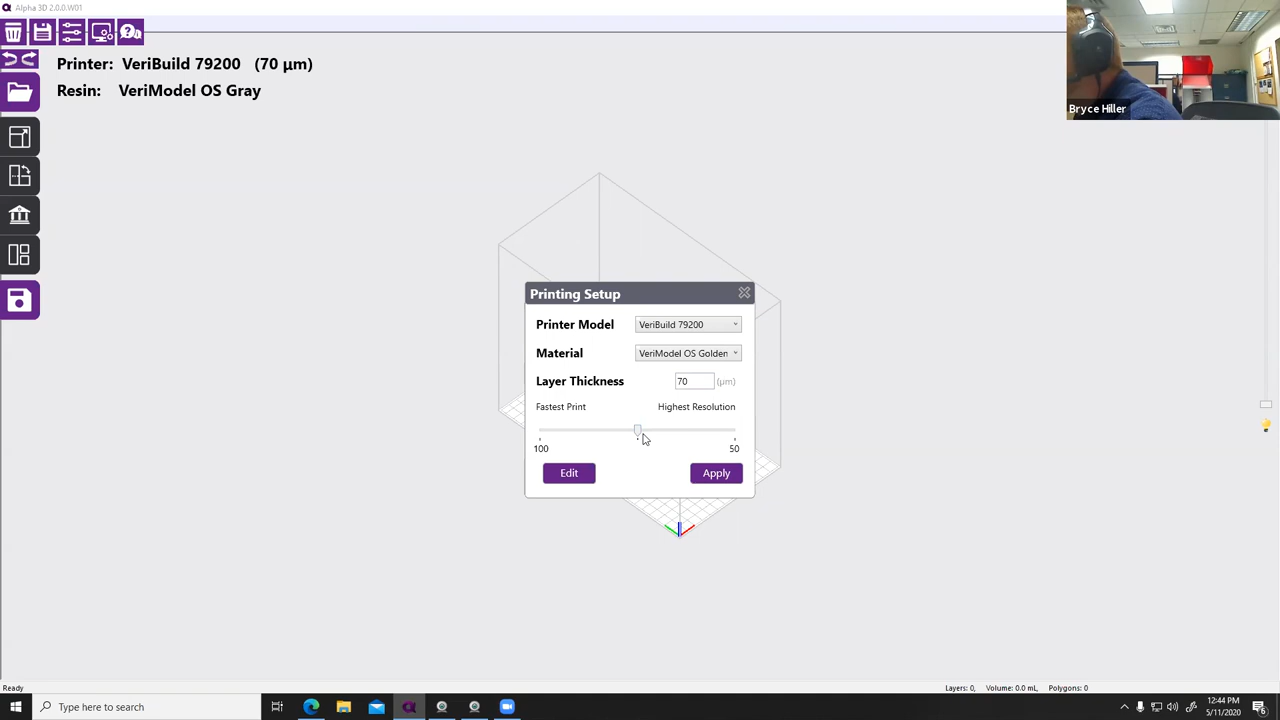 Alpha 3D 2.0.0.W01
Printer: VeriBuild 79200 (70 µm)
Resin: VeriModel OS Gray
Bryce Hiller
Printing Setup
Printer Model VeriBuild 79200
Material VeriModel OS Golden
Layer Thickness 70 (µm)
Fastest Print Highest Resolution
100 50
Edit Apply
Ready Layers: 0, Volume: 0.0 mL, Polygons: 0
Type here to search
12:44 PM
5/11/2020
6